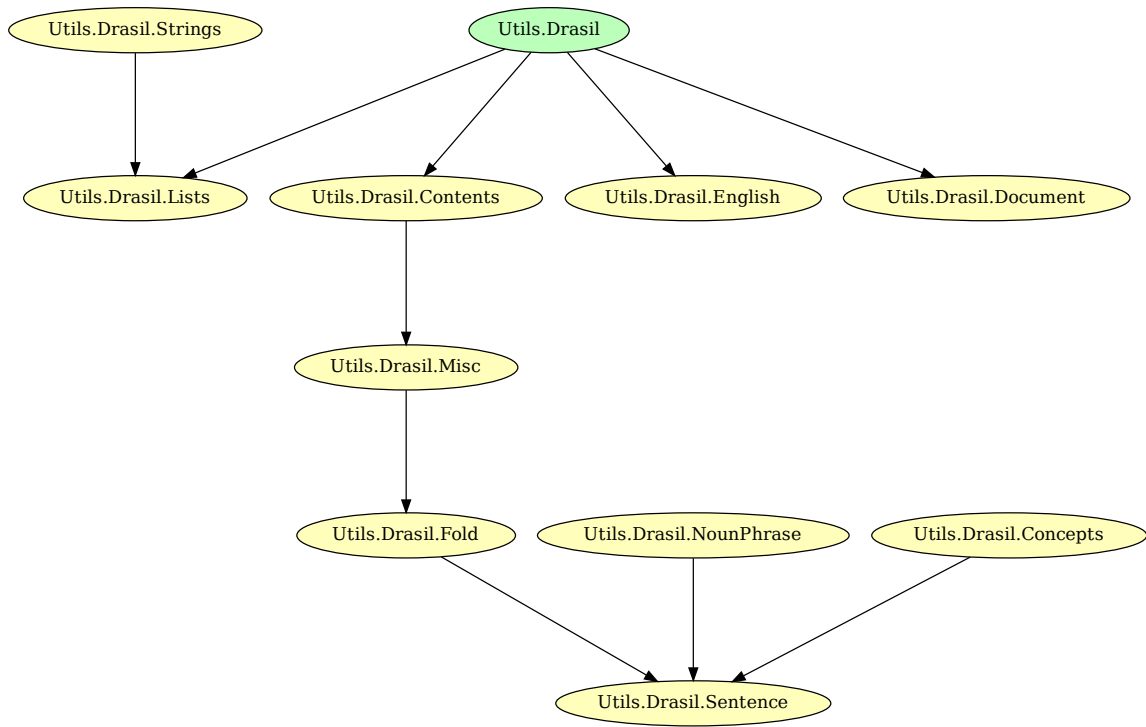 Utils.Drasil.Strings
Utils.Drasil
Utils.Drasil.Lists
Utils.Drasil.Contents
Utils.Drasil.English
Utils.Drasil.Document
Utils.Drasil.Misc
Utils.Drasil.Fold
Utils.Drasil.NounPhrase
Utils.Drasil.Concepts
Utils.Drasil.Sentence